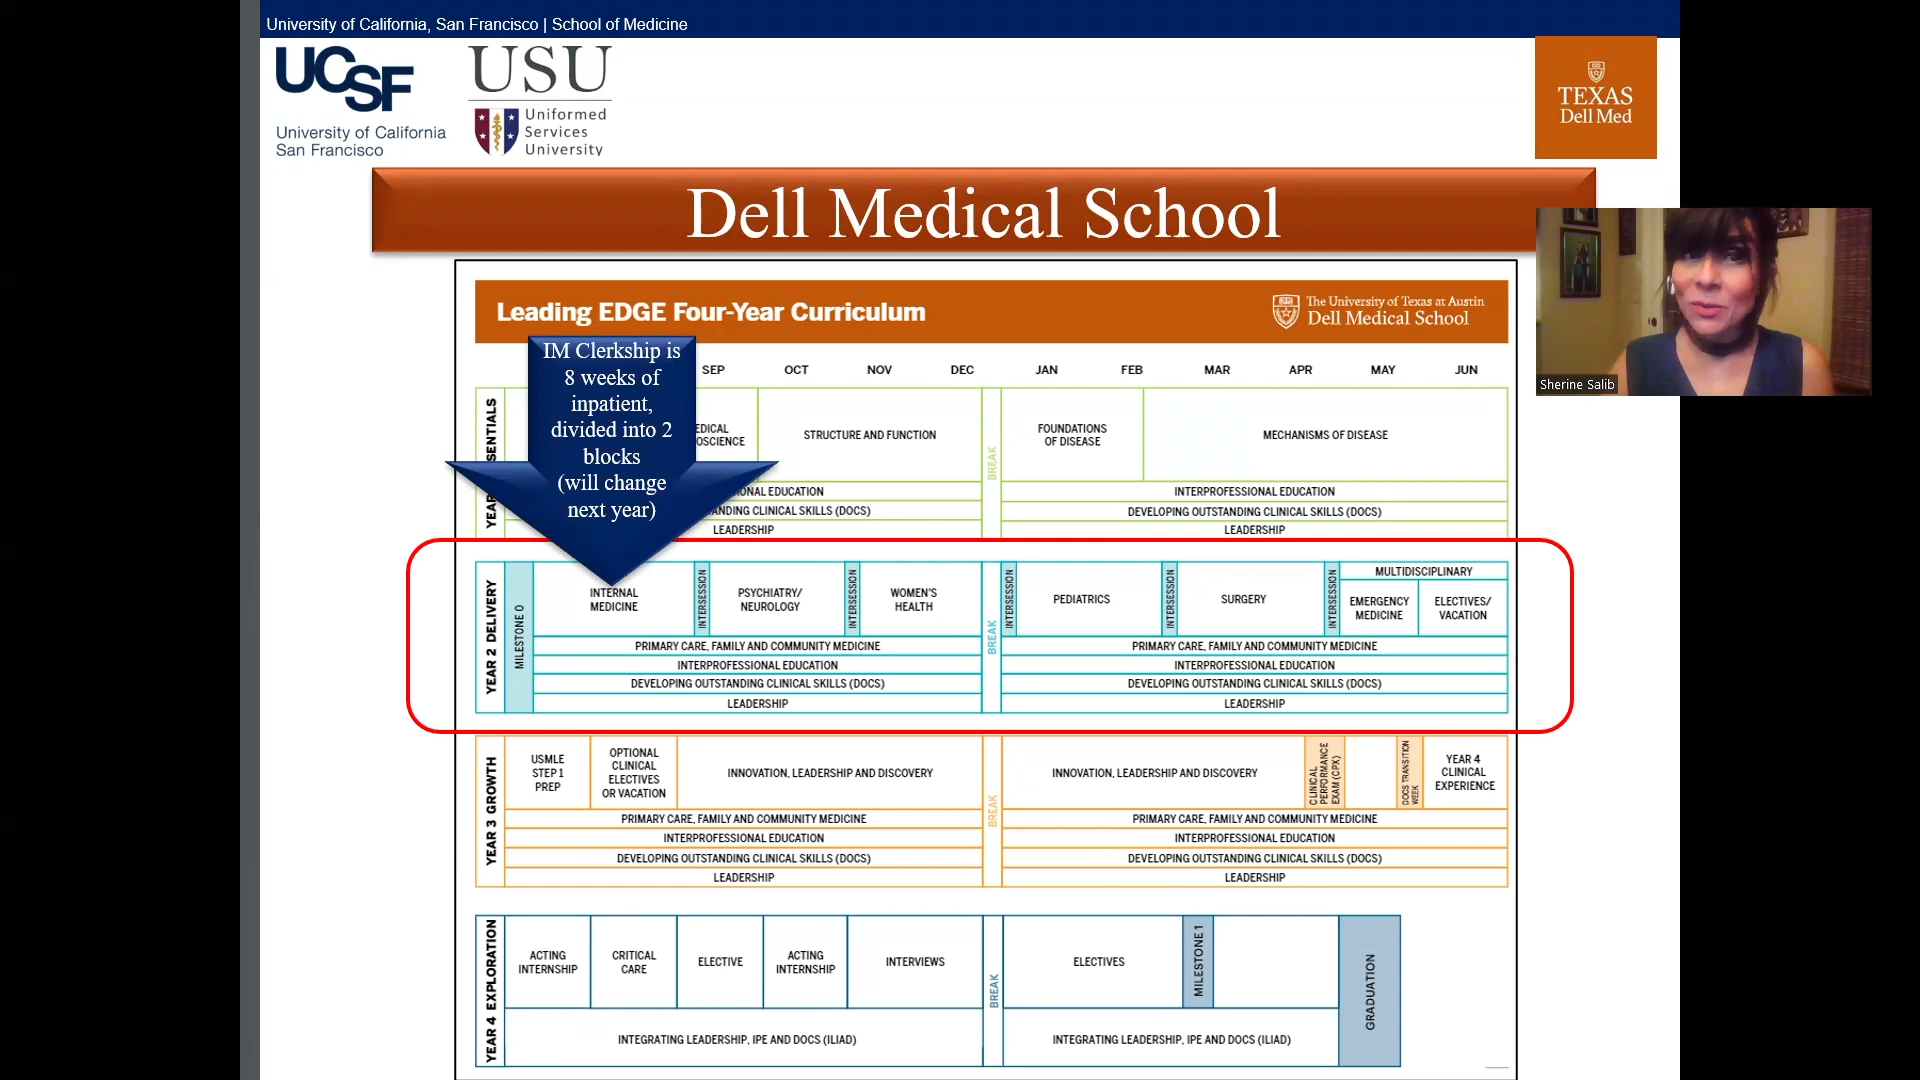 University of California, San Francisco | School of Medicine
UCSF
University of California
San Francisco
USU
Uniformed
Services
University
TEXAS
Dell Med
Dell Medical School
Sherine Salib
Leading EDGE Four-Year Curriculum
The University of Texas at Austin
Dell Medical School
IM Clerkship is
8 weeks of
inpatient,
divided into 2
blocks
(will change
next year)
SEP OCT NOV DEC JAN FEB MAR APR MAY JUN
STRUCTURE AND FUNCTION
BREAK
FOUNDATIONS
OF DISEASE
MECHANISMS OF DISEASE
INTERPROFESSIONAL EDUCATION
SKILLS (DOCS)
DEVELOPING OUTSTANDING CLINICAL SKILLS (DOCS)
LEADERSHIP
LEADERSHIP
YEAR 2 DELIVERY
MILESTONE 0
INTERNAL
MEDICINE
INTERSESSION
PSYCHIATRY/
NEUROLOGY
INTERSESSION
WOMEN'S
HEALTH
BREAK
INTERSESSION
PEDIATRICS
INTERSESSION
SURGERY
INTERSESSION
MULTIDISCIPLINARY
EMERGENCY
MEDICINE
ELECTIVES/
VACATION
PRIMARY CARE, FAMILY AND COMMUNITY MEDICINE
PRIMARY CARE, FAMILY AND COMMUNITY MEDICINE
INTERPROFESSIONAL EDUCATION
INTERPROFESSIONAL EDUCATION
DEVELOPING OUTSTANDING CLINICAL SKILLS (DOCS)
DEVELOPING OUTSTANDING CLINICAL SKILLS (DOCS)
LEADERSHIP
LEADERSHIP
YEAR 3 GROWTH
USMLE
STEP 1
PREP
OPTIONAL
CLINICAL
ELECTIVES
OR VACATION
INNOVATION, LEADERSHIP AND DISCOVERY
BREAK
INNOVATION, LEADERSHIP AND DISCOVERY
CLINICAL
PERFORMANCE
EXAM (CPX)
DOCS TRANSITION
WEEK
YEAR 4
CLINICAL
EXPERIENCE
PRIMARY CARE, FAMILY AND COMMUNITY MEDICINE
PRIMARY CARE, FAMILY AND COMMUNITY MEDICINE
INTERPROFESSIONAL EDUCATION
INTERPROFESSIONAL EDUCATION
DEVELOPING OUTSTANDING CLINICAL SKILLS (DOCS)
DEVELOPING OUTSTANDING CLINICAL SKILLS (DOCS)
LEADERSHIP
LEADERSHIP
YEAR 4 EXPLORATION
ACTING
INTERNSHIP
CRITICAL
CARE
ELECTIVE
ACTING
INTERNSHIP
INTERVIEWS
BREAK
ELECTIVES
MILESTONE 1
GRADUATION
INTEGRATING LEADERSHIP, IPE AND DOCS (ILIAD)
INTEGRATING LEADERSHIP, IPE AND DOCS (ILIAD)